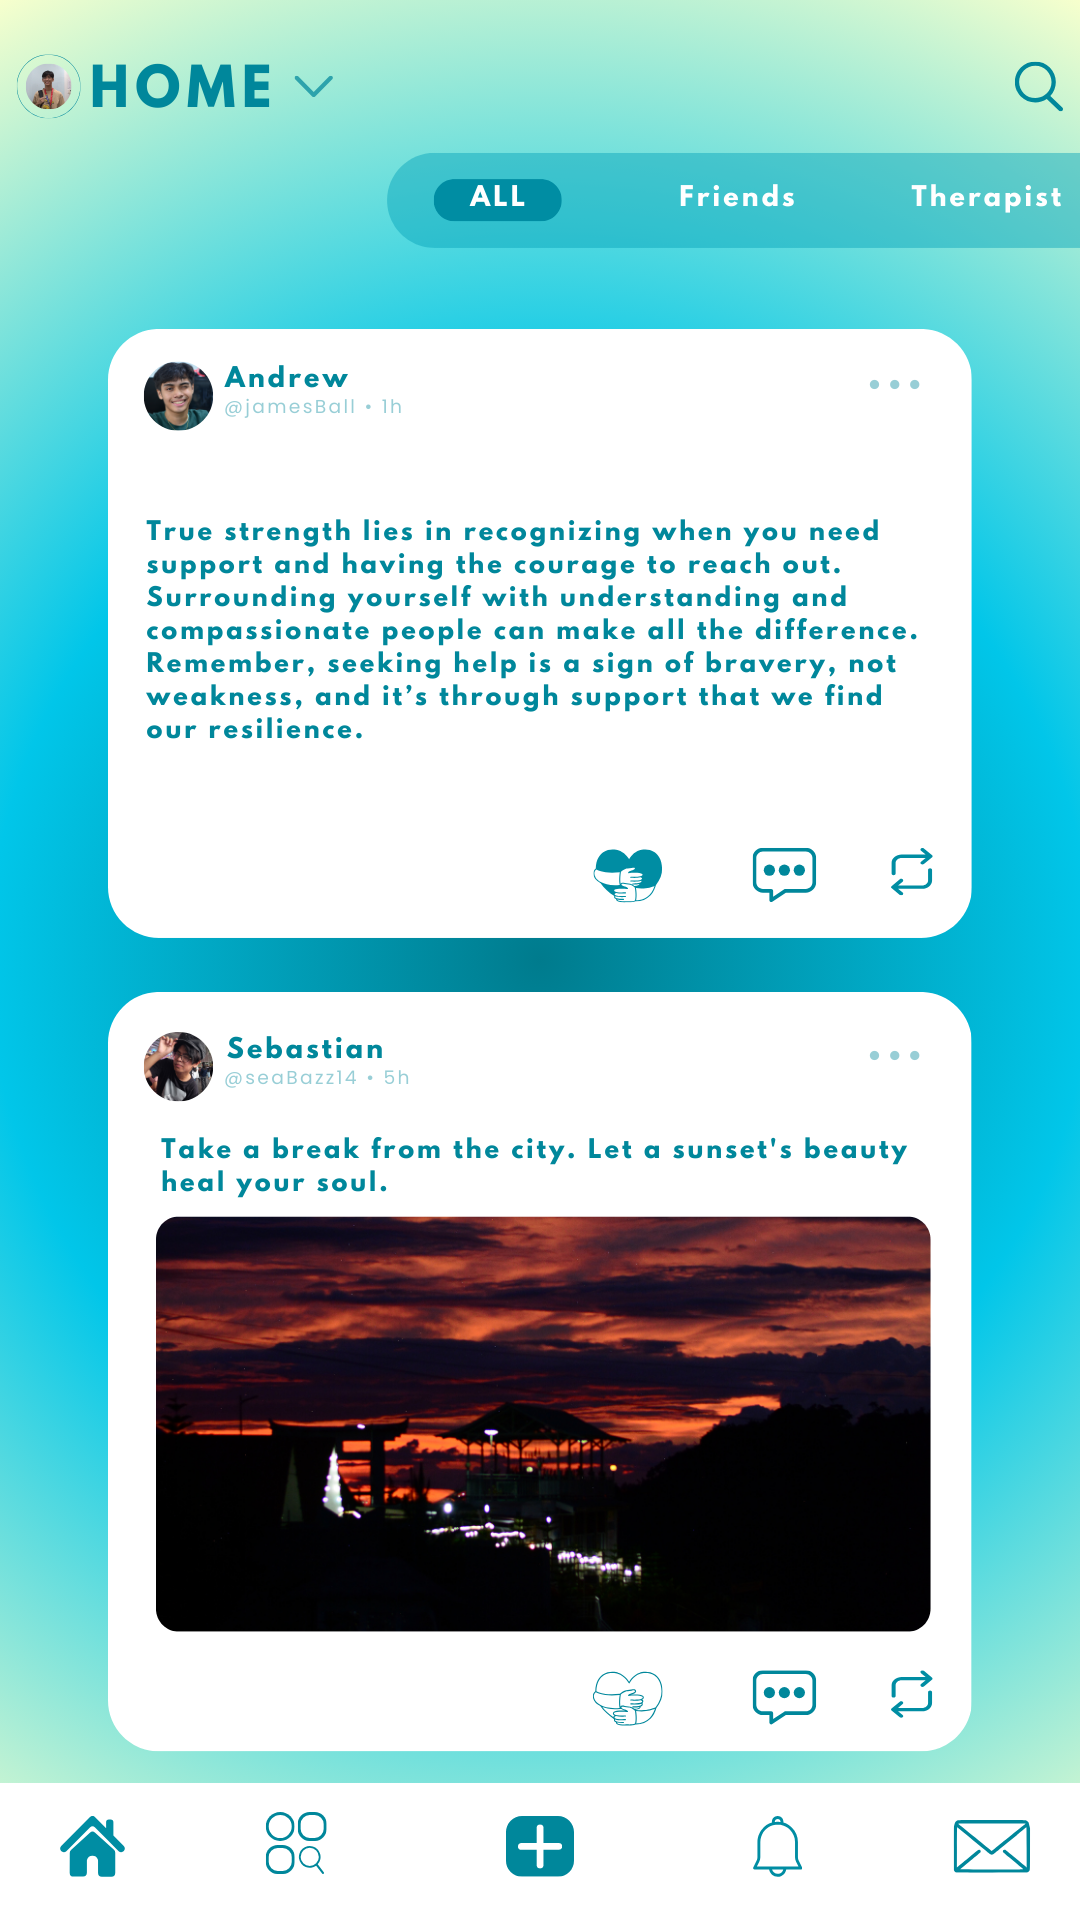 HOME
ALL Friends Therapist
Andrew
@jamesBall • 1h
True strength lies in recognizing when you need
support and having the courage to reach out.
Surrounding yourself with understanding and
compassionate people can make all the difference.
Remember, seeking help is a sign of bravery, not
weakness, and it’s through support that we find
our resilience.
Sebastian
@seaBazz14 • 5h
Take a break from the city. Let a sunset's beauty
heal your soul.